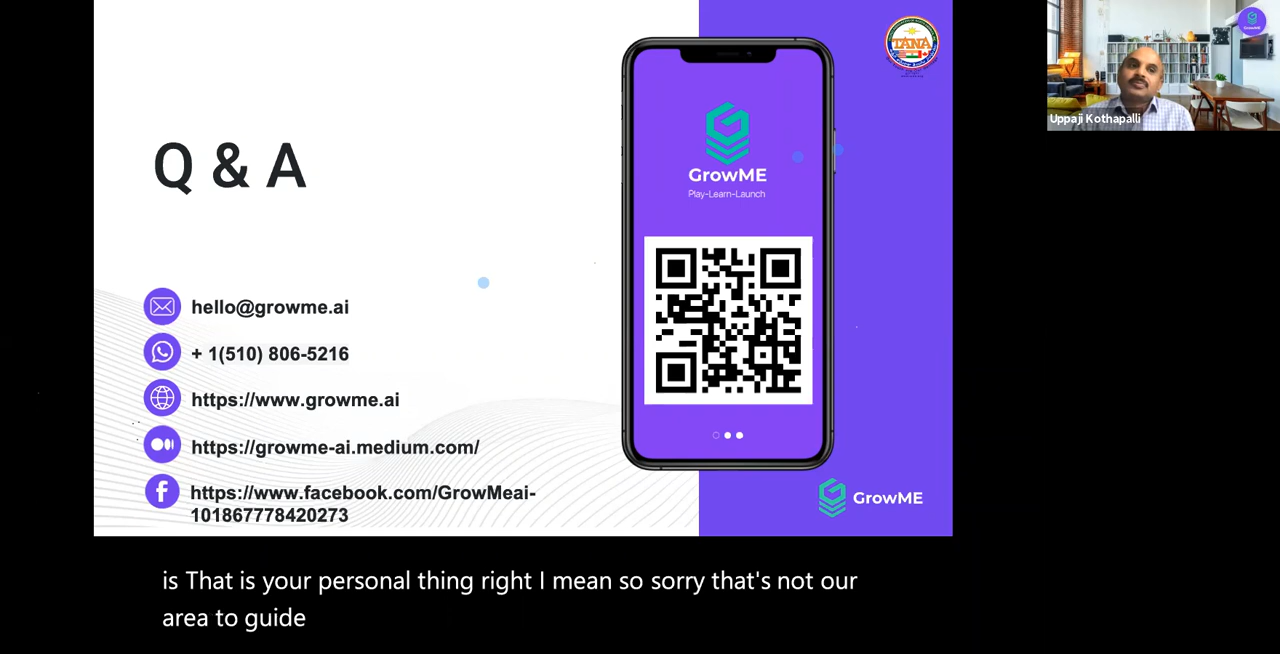 Q & A
hello@growme.ai
+ 1(510) 806-5216
https://www.growme.ai
https://growme-ai.medium.com/
https://www.facebook.com/GrowMeai-
101867778420273
GrowME
Play-Learn-Launch
TANA
GrowME
Uppaji Kothapalli
is That is your personal thing right I mean so sorry that's not our
area to guide